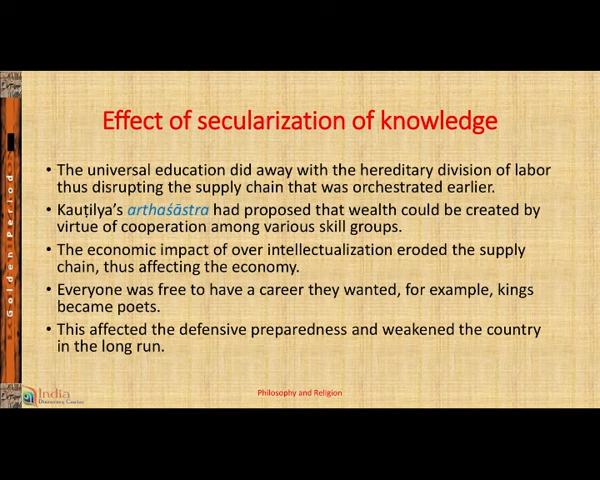 Effect of secularization of knowledge
• The universal education did away with the hereditary division of labor
thus disrupting the supply chain that was orchestrated earlier.
• Kauṭilya's arthaśāstra had proposed that wealth could be created by
virtue of cooperation among various skill groups.
• The economic impact of over intellectualization eroded the supply
chain, thus affecting the economy.
• Everyone was free to have a career they wanted, for example, kings
became poets.
• This affected the defensive preparedness and weakened the country
in the long run.
Golden Period
India
Discovery Center
Philosophy and Religion